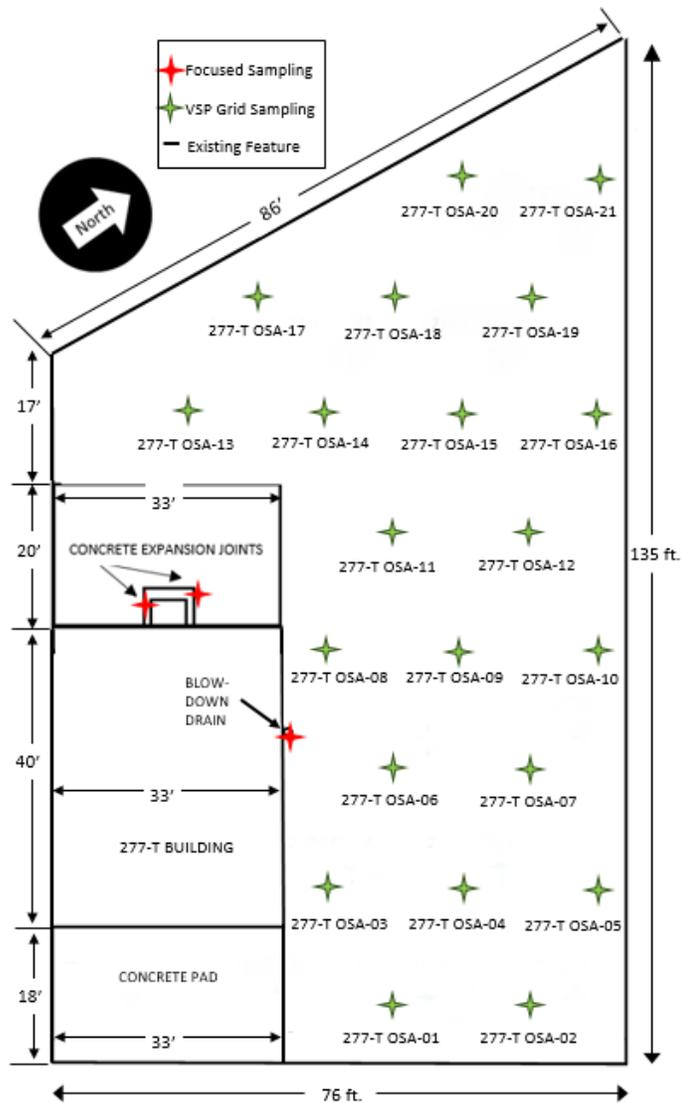 Focused Sampling
VSP Grid Sampling
Existing Feature
North
86'
277-T OSA-20 277-T OSA-21
277-T OSA-17 277-T OSA-18 277-T OSA-19
17'
277-T OSA-13 277-T OSA-14 277-T OSA-15 277-T OSA-16
33'
20'
CONCRETE EXPANSION JOINTS
135 ft.
277-T OSA-11 277-T OSA-12
277-T OSA-08 277-T OSA-09 277-T OSA-10
BLOW-
DOWN
DRAIN
40'
33'
277-T OSA-06 277-T OSA-07
277-T BUILDING
277-T OSA-03 277-T OSA-04 277-T OSA-05
CONCRETE PAD
18'
33'
277-T OSA-01 277-T OSA-02
76 ft.